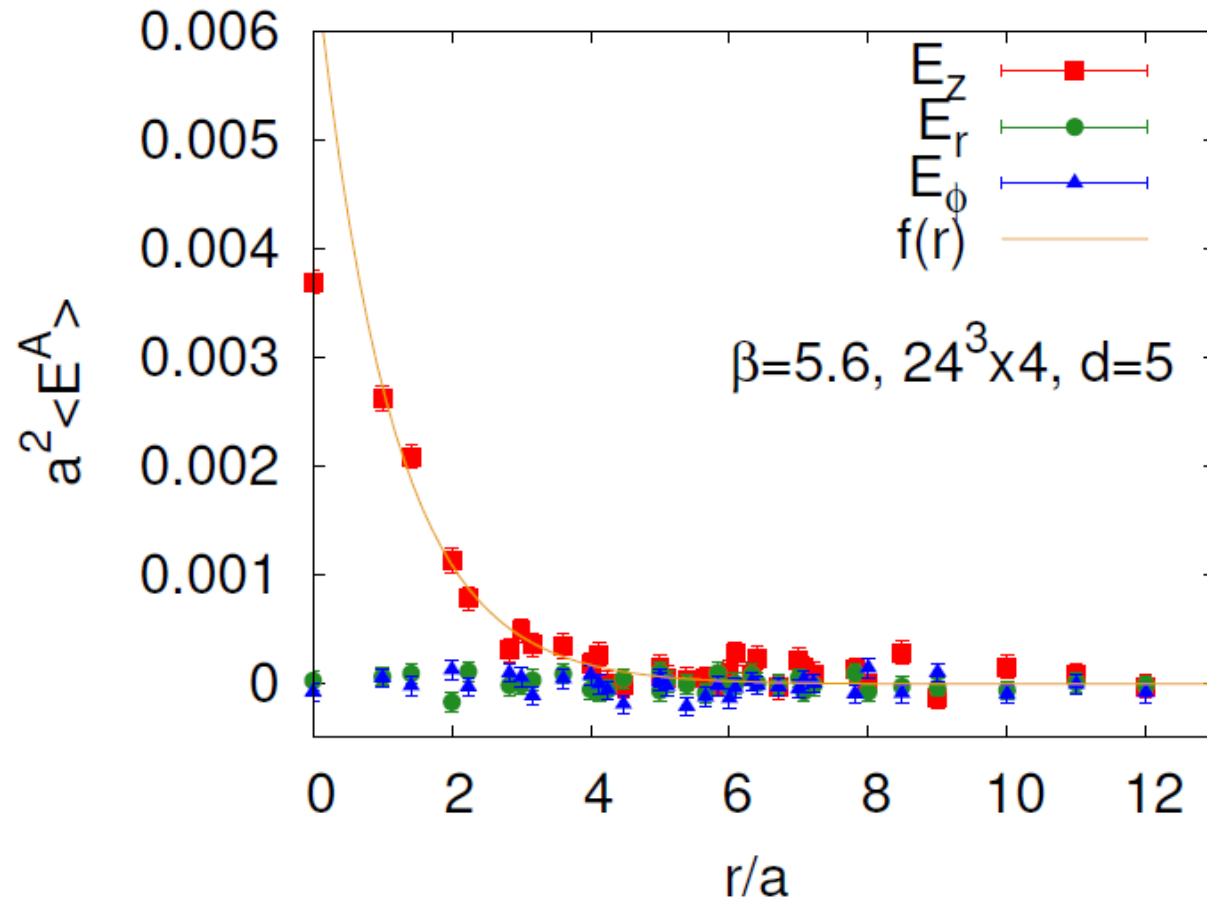 0.006
0.005
0.004
0.003
0.002
0.001
0
a²<E^A>
E_z
E_r
E_ϕ
f(r)
β=5.6, 24³x4, d=5
0 2 4 6 8 10 12
r/a